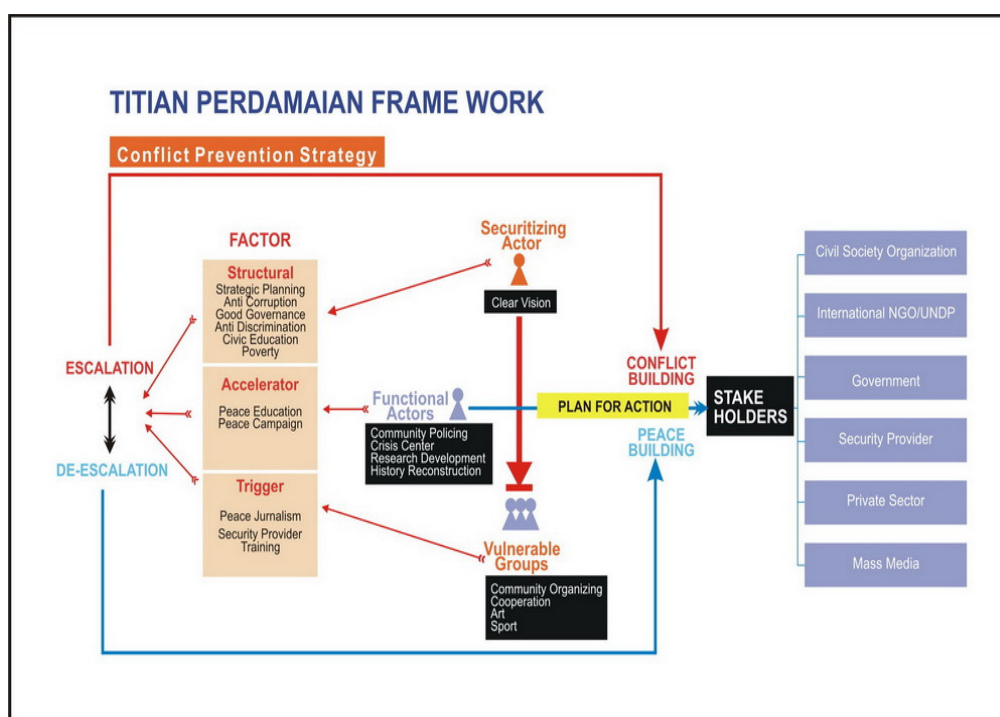 TITIAN PERDAMAIAN FRAME WORK
Conflict Prevention Strategy
FACTOR
Structural
Strategic Planning
Anti Corruption
Good Governance
Anti Discrimination
Civic Education
Poverty
Accelerator
Peace Education
Peace Campaign
Trigger
Peace Jurnalism
Security Provider
Training
ESCALATION
DE-ESCALATION
Securitizing
Actor
Clear Vision
Functional
Actors
Community Policing
Crisis Center
Research Development
History Reconstruction
Vulnerable
Groups
Community Organizing
Cooperation
Art
Sport
CONFLICT
BUILDING
PLAN FOR ACTION
PEACE
BUILDING
STAKE
HOLDERS
Civil Society Organization
International NGO/UNDP
Government
Security Provider
Private Sector
Mass Media